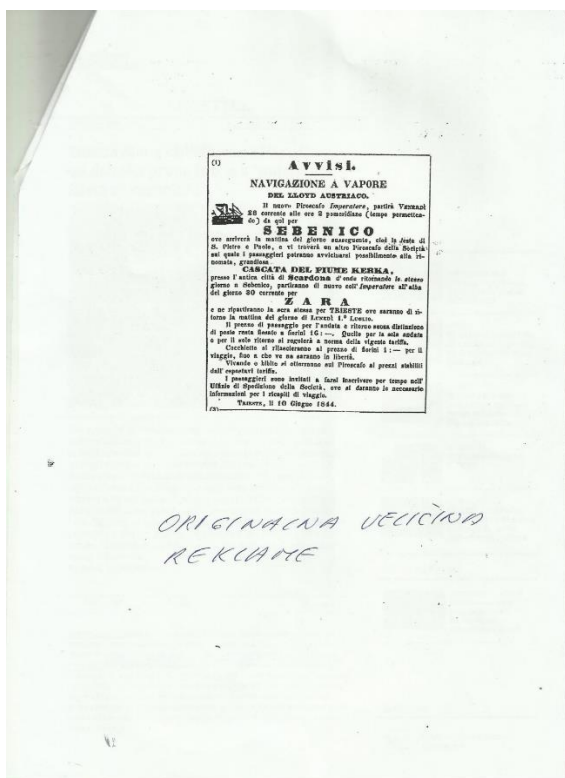 (1)
Avvisi.
NAVIGAZIONE A VAPORE
DEL LLOYD AUSTRIACO.
Il nuovo Piroscafo Imperatore, partirà VENERDÌ
28 corrente alle ore 2 pomeridiane (tempo permetten-
do) da qui per
SEBENICO
ove arriverà la mattina del giorno susseguente, cioè la festa di
S. Pietro e Paolo, e vi troverà un altro Piroscafo della Società
sul quale i passeggieri potranno avvicinarsi possibilmente alla ri-
nomata, grandiosa
CASCATA DEL FIUME KERKA,
presso l'antica città di Scardona d'onde ritornando lo stesso
giorno a Sebenico, partiranno di nuovo coll'Imperatore all'alba
del giorno 30 corrente per
ZARA
e ne ripartiranno la sera stessa per TRIESTE ove saranno di ri-
torno la mattina del giorno di LUNEDÌ 1.º LUGLIO.
Il prezzo di passaggio per l'andata e ritorno senza distinzione
di posto resta fissato a fiorini 16: —. Quello per la sola andata
o per il solo ritorno si regolerà a norma della vigente tariffa.
Cucchiette si rilascieranno al prezzo di fiorini 1: — per il
viaggio, fino a che ve ne saranno in libertà.
Vivande e bibite si otterranno sul Piroscafo ai prezzi stabiliti
dall'espostavi tariffa.
I passeggieri sono invitati a farsi inscrivere per tempo nell'
Uffizio di Spedizione della Società, ove si daranno le necessarie
informazioni per i ricapiti di viaggio.
TRIESTE, li 10 Giugno 1844.
ORIGINALNA VELIČINA
REKLAME